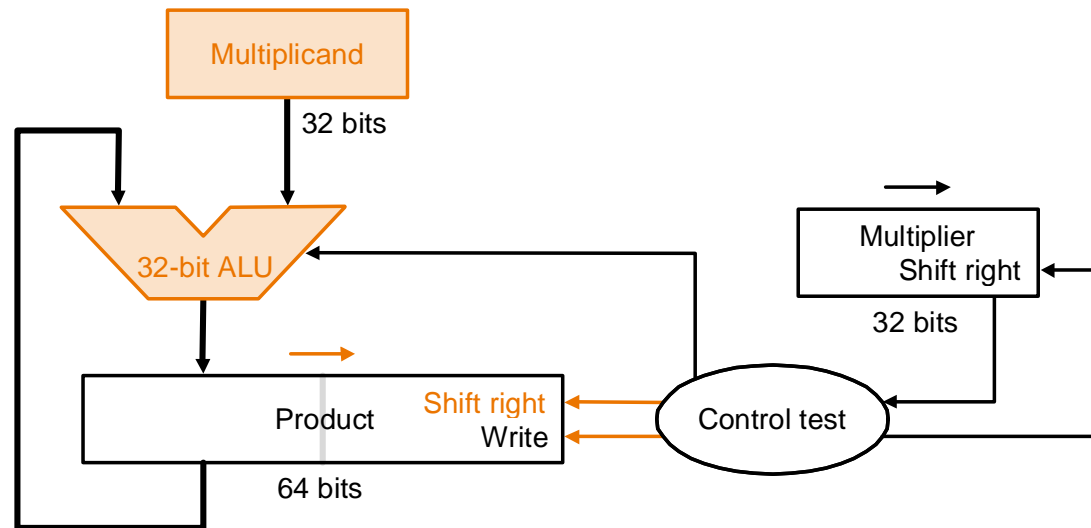 Multiplicand
32 bits
32-bit ALU
Multiplier
Shift right
32 bits
Product
Shift right
Write
64 bits
Control test